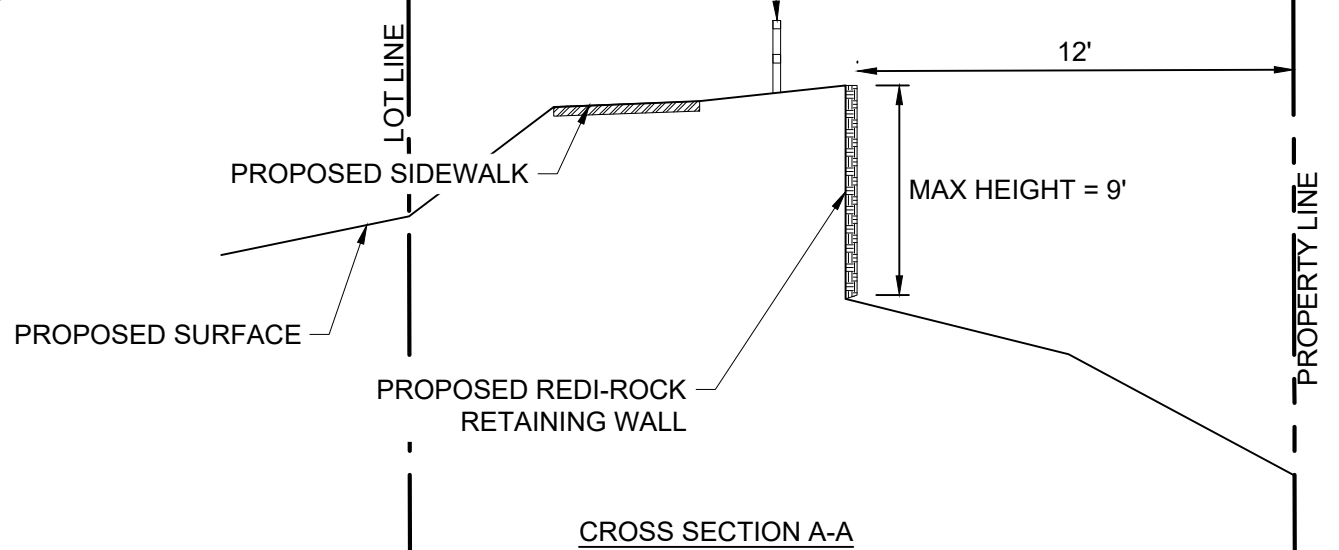 LOT LINE
12'
PROPOSED SIDEWALK
MAX HEIGHT = 9'
PROPERTY LINE
PROPOSED SURFACE
PROPOSED REDI-ROCK
RETAINING WALL
CROSS SECTION A-A